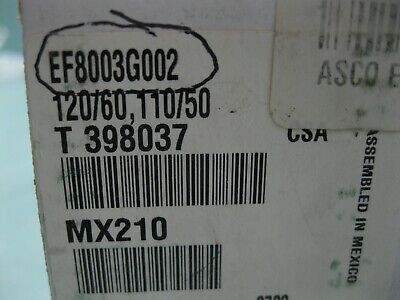 EF8003G002
120/60,110/50
T 398037
CSA
MX210
ASCO
ASSEMBLED IN MEXICO